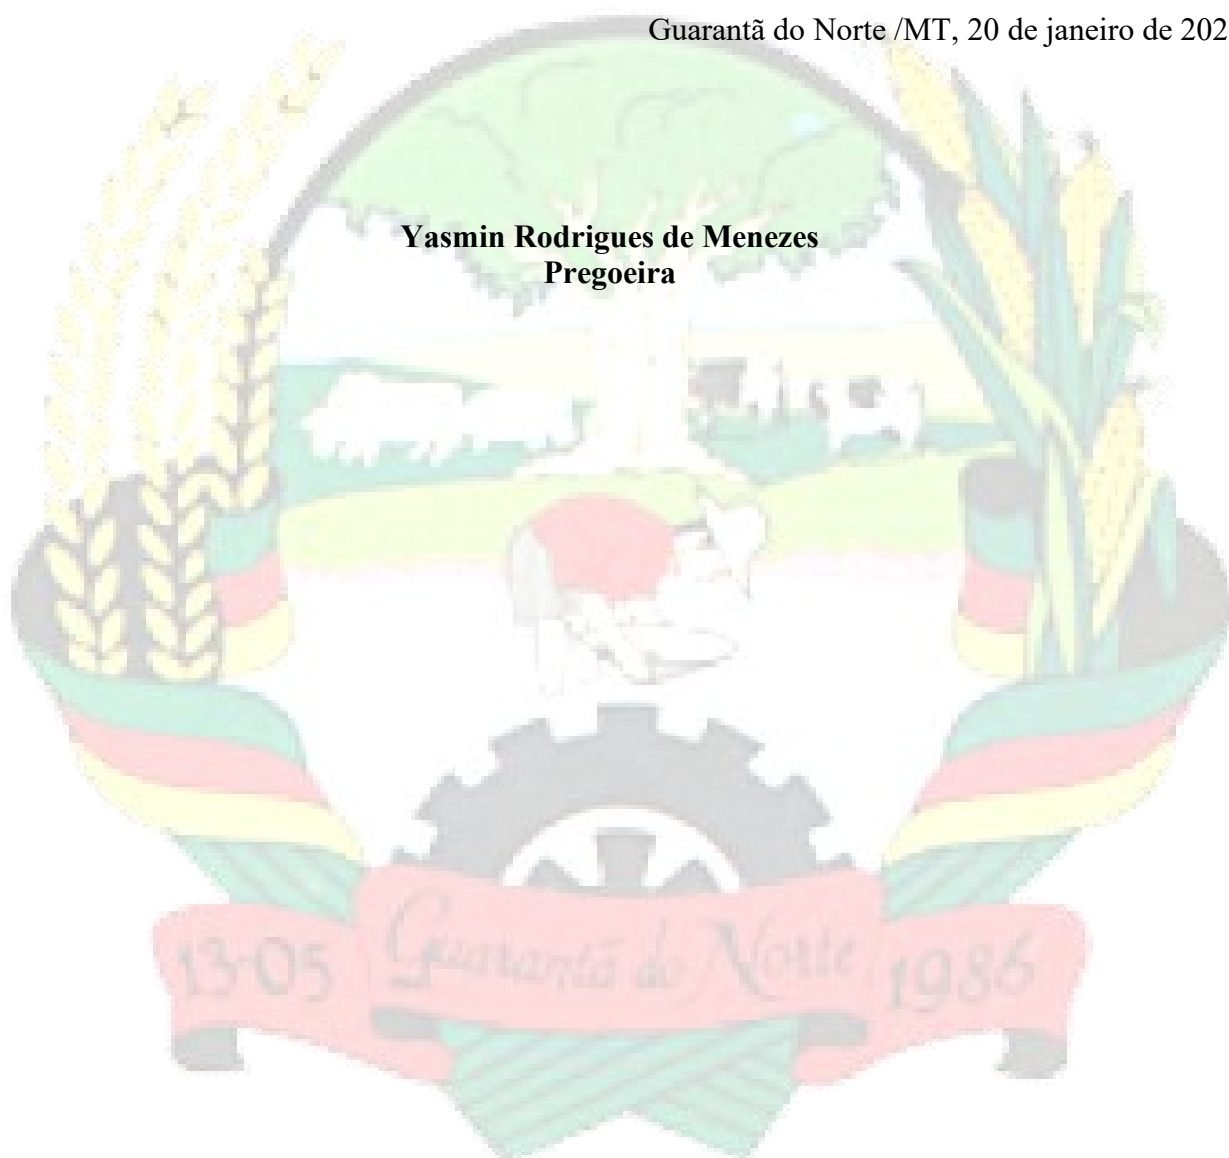 Guarantã do Norte /MT, 20 de janeiro de 202
Yasmin Rodrigues de Menezes
Pregoeira
13-05 Guarantã do Norte 1986